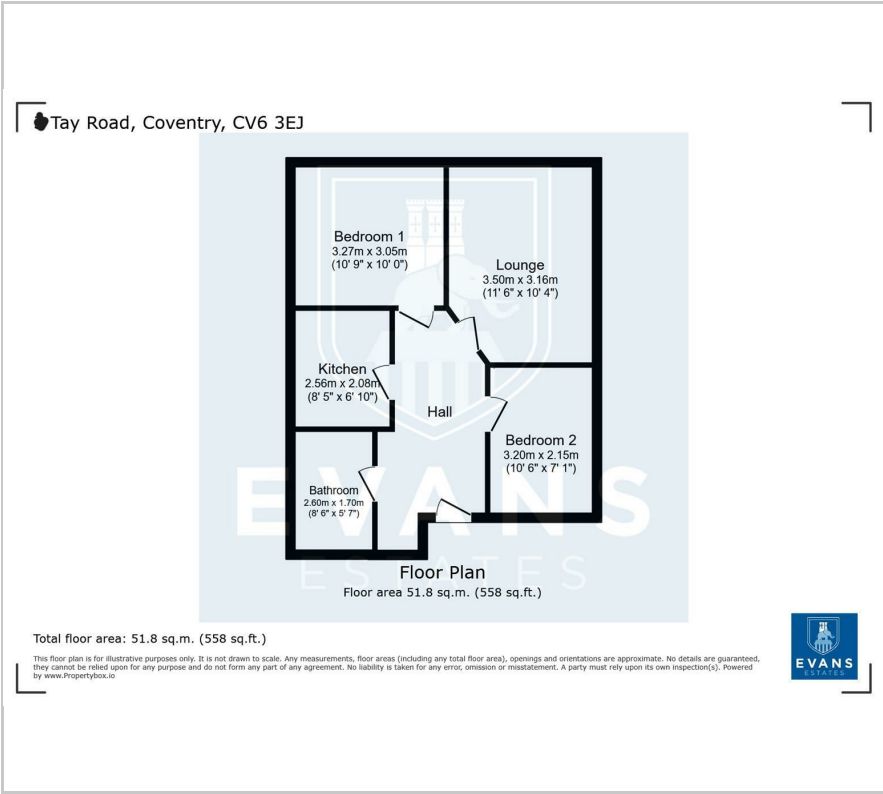 Tay Road, Coventry, CV6 3EJ
Bedroom 1
3.27m x 3.05m
(10' 9" x 10' 0")
Lounge
3.50m x 3.16m
(11' 6" x 10' 4")
Kitchen
2.56m x 2.08m
(8' 5" x 6' 10")
Hall
Bedroom 2
3.20m x 2.15m
(10' 6" x 7' 1")
Bathroom
2.60m x 1.70m
(8' 6" x 5' 7")
EVANS
ESTATES
Floor Plan
Floor area 51.8 sq.m. (558 sq.ft.)
Total floor area: 51.8 sq.m. (558 sq.ft.)
This floor plan is for illustrative purposes only. It is not drawn to scale. Any measurements, floor areas (including any total floor area), openings and orientations are approximate. No details are guaranteed,
they cannot be relied upon for any purpose and do not form any part of any agreement. No liability is taken for any error, omission or misstatement. A party must rely upon its own inspection(s). Powered
by www.Propertybox.io
EVANS
ESTATES